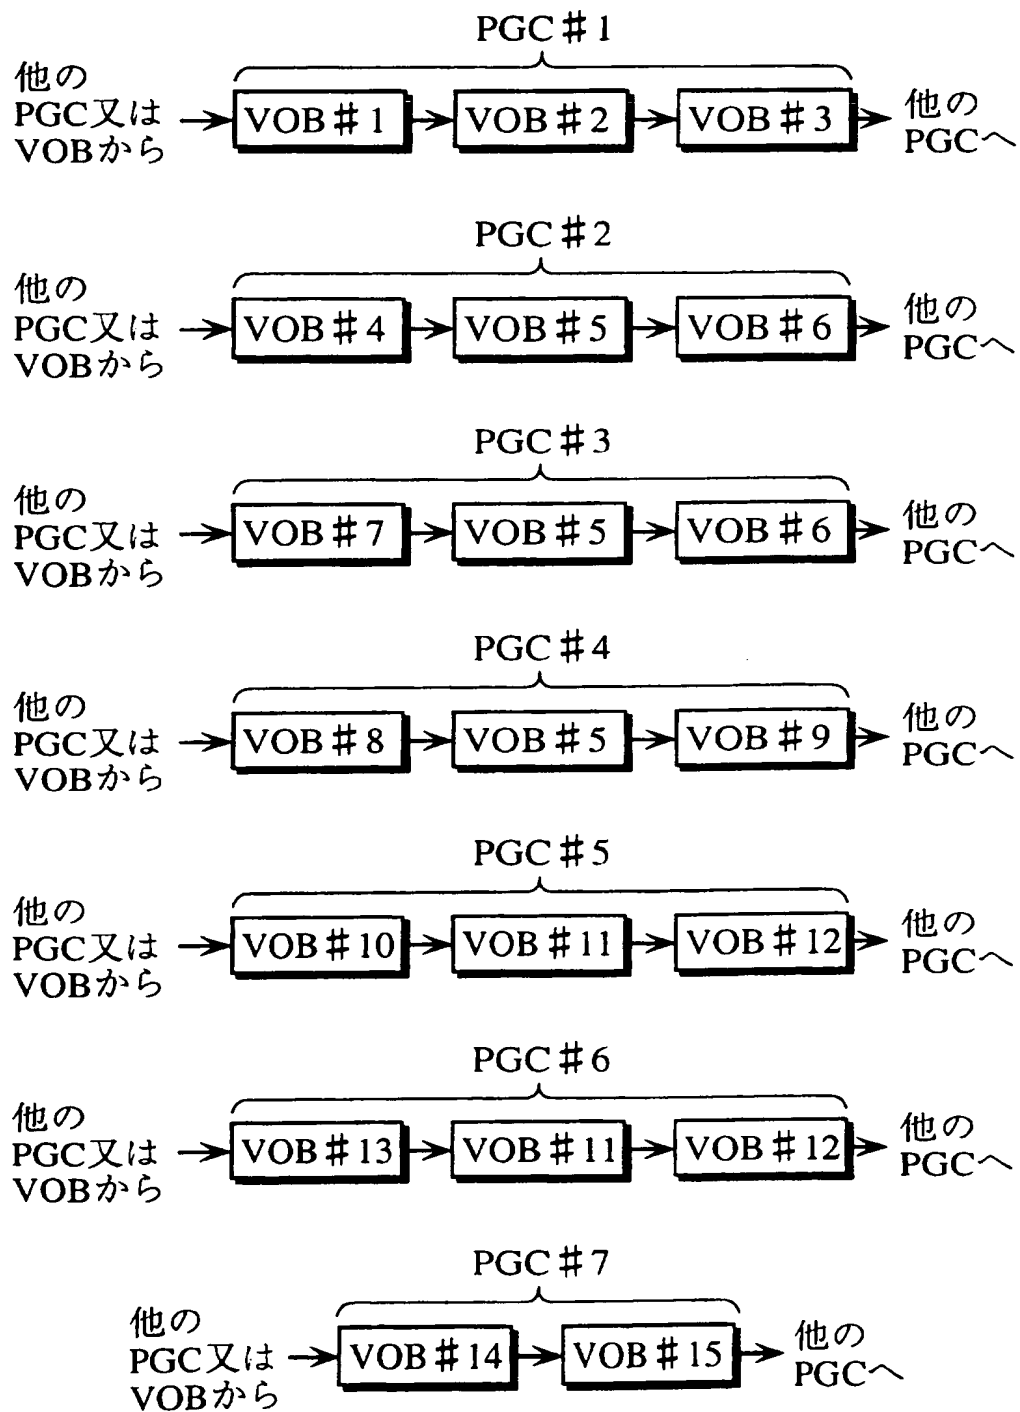 PGC♯1
他の
PGC又は
VOBから
VOB♯1
VOB♯2
VOB♯3
他の
PGCへ
PGC♯2
他の
PGC又は
VOBから
VOB♯4
VOB♯5
VOB♯6
他の
PGCへ
PGC♯3
他の
PGC又は
VOBから
VOB♯7
VOB♯5
VOB♯6
他の
PGCへ
PGC♯4
他の
PGC又は
VOBから
VOB♯8
VOB♯5
VOB♯9
他の
PGCへ
PGC♯5
他の
PGC又は
VOBから
VOB♯10
VOB♯11
VOB♯12
他の
PGCへ
PGC♯6
他の
PGC又は
VOBから
VOB♯13
VOB♯11
VOB♯12
他の
PGCへ
PGC♯7
他の
PGC又は
VOBから
VOB♯14
VOB♯15
他の
PGCへ